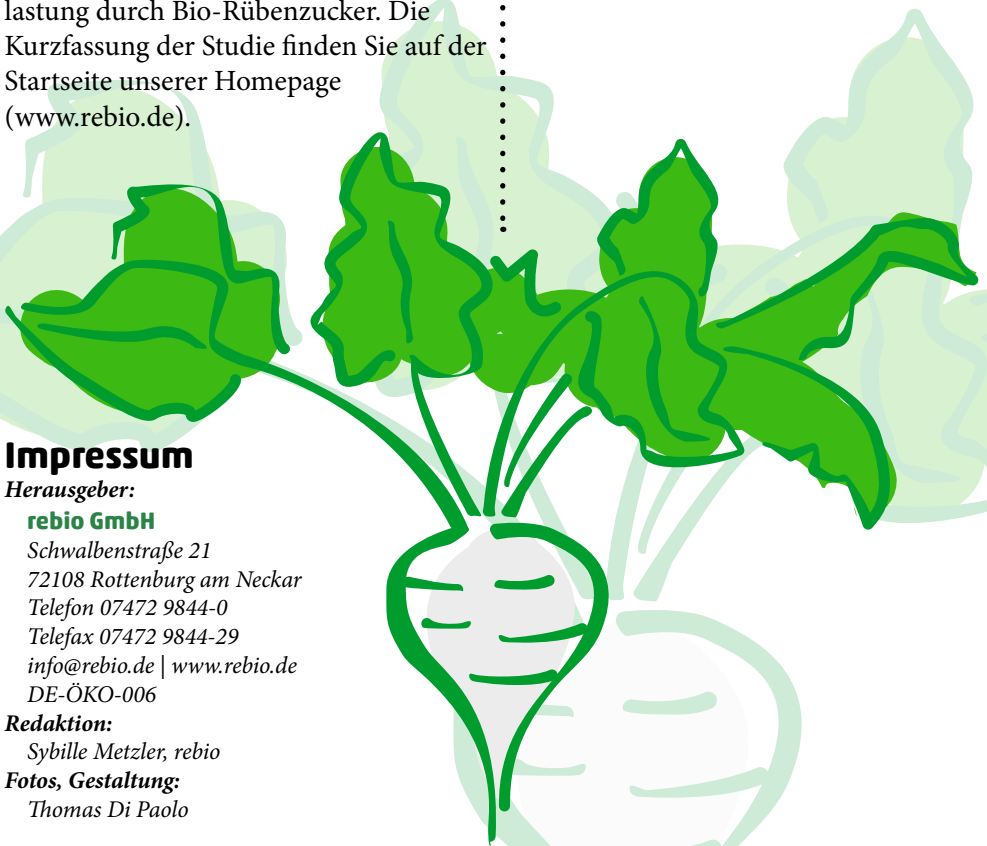 lastung durch Bio-Rübenzucker. Die
Kurzfassung der Studie finden Sie auf der
Startseite unserer Homepage
(www.rebio.de).
Impressum
Herausgeber:
rebio GmbH
Schwalbenstraße 21
72108 Rottenburg am Neckar
Telefon 07472 9844-0
Telefax 07472 9844-29
info@rebio.de | www.rebio.de
DE-ÖKO-006
Redaktion:
Sybille Metzler, rebio
Fotos, Gestaltung:
Thomas Di Paolo